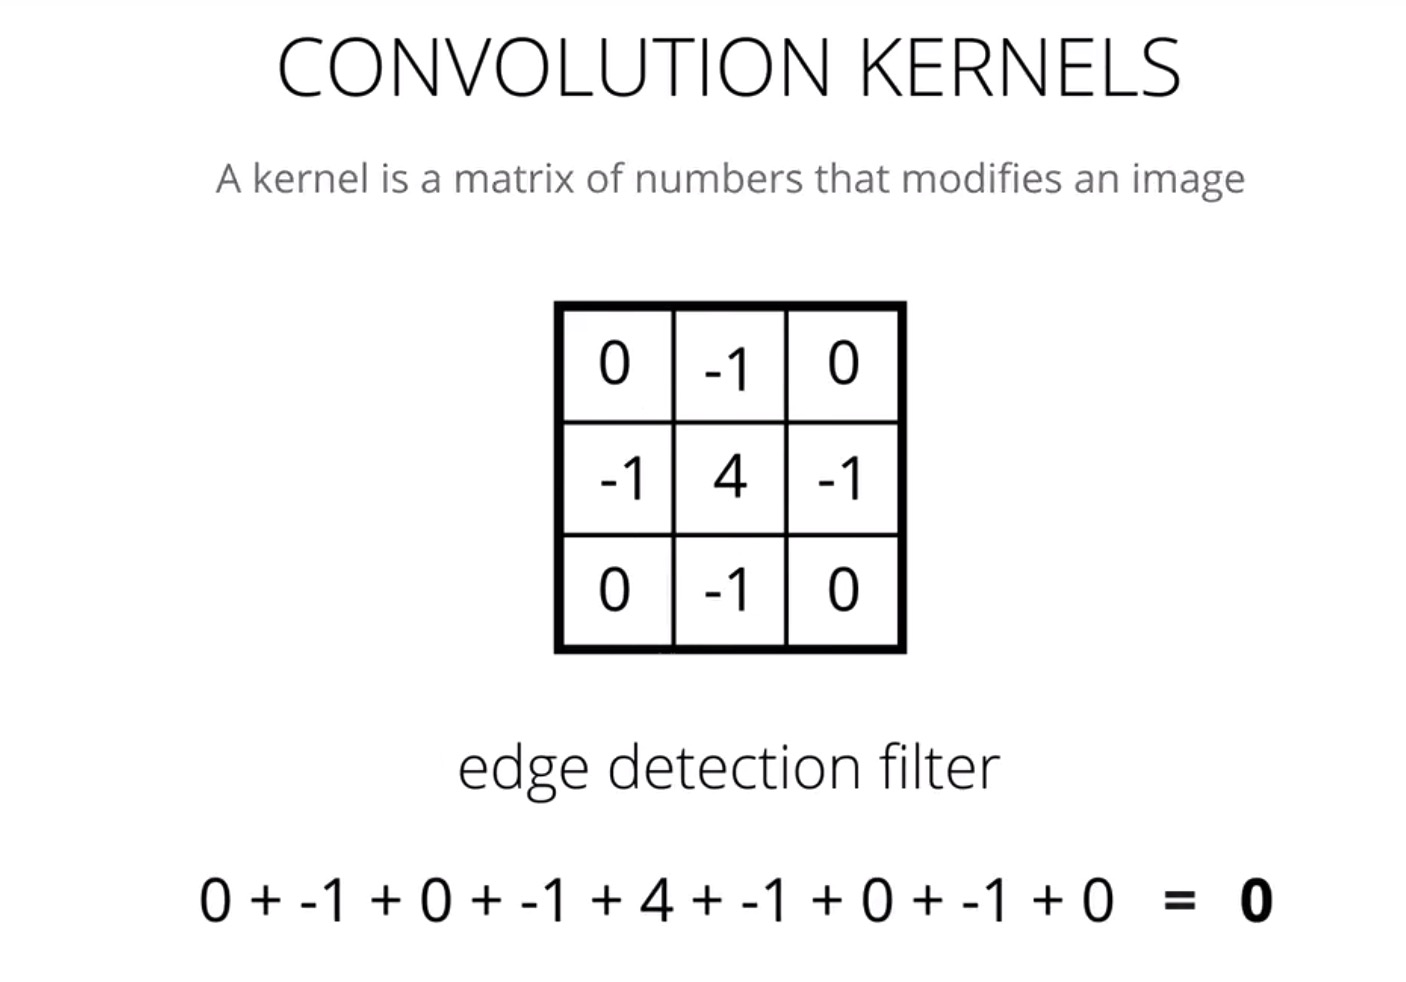 CONVOLUTION KERNELS
A kernel is a matrix of numbers that modifies an image
0 -1 0
-1 4 -1
0 -1 0
edge detection filter
0 + -1 + 0 + -1 + 4 + -1 + 0 + -1 + 0 = 0